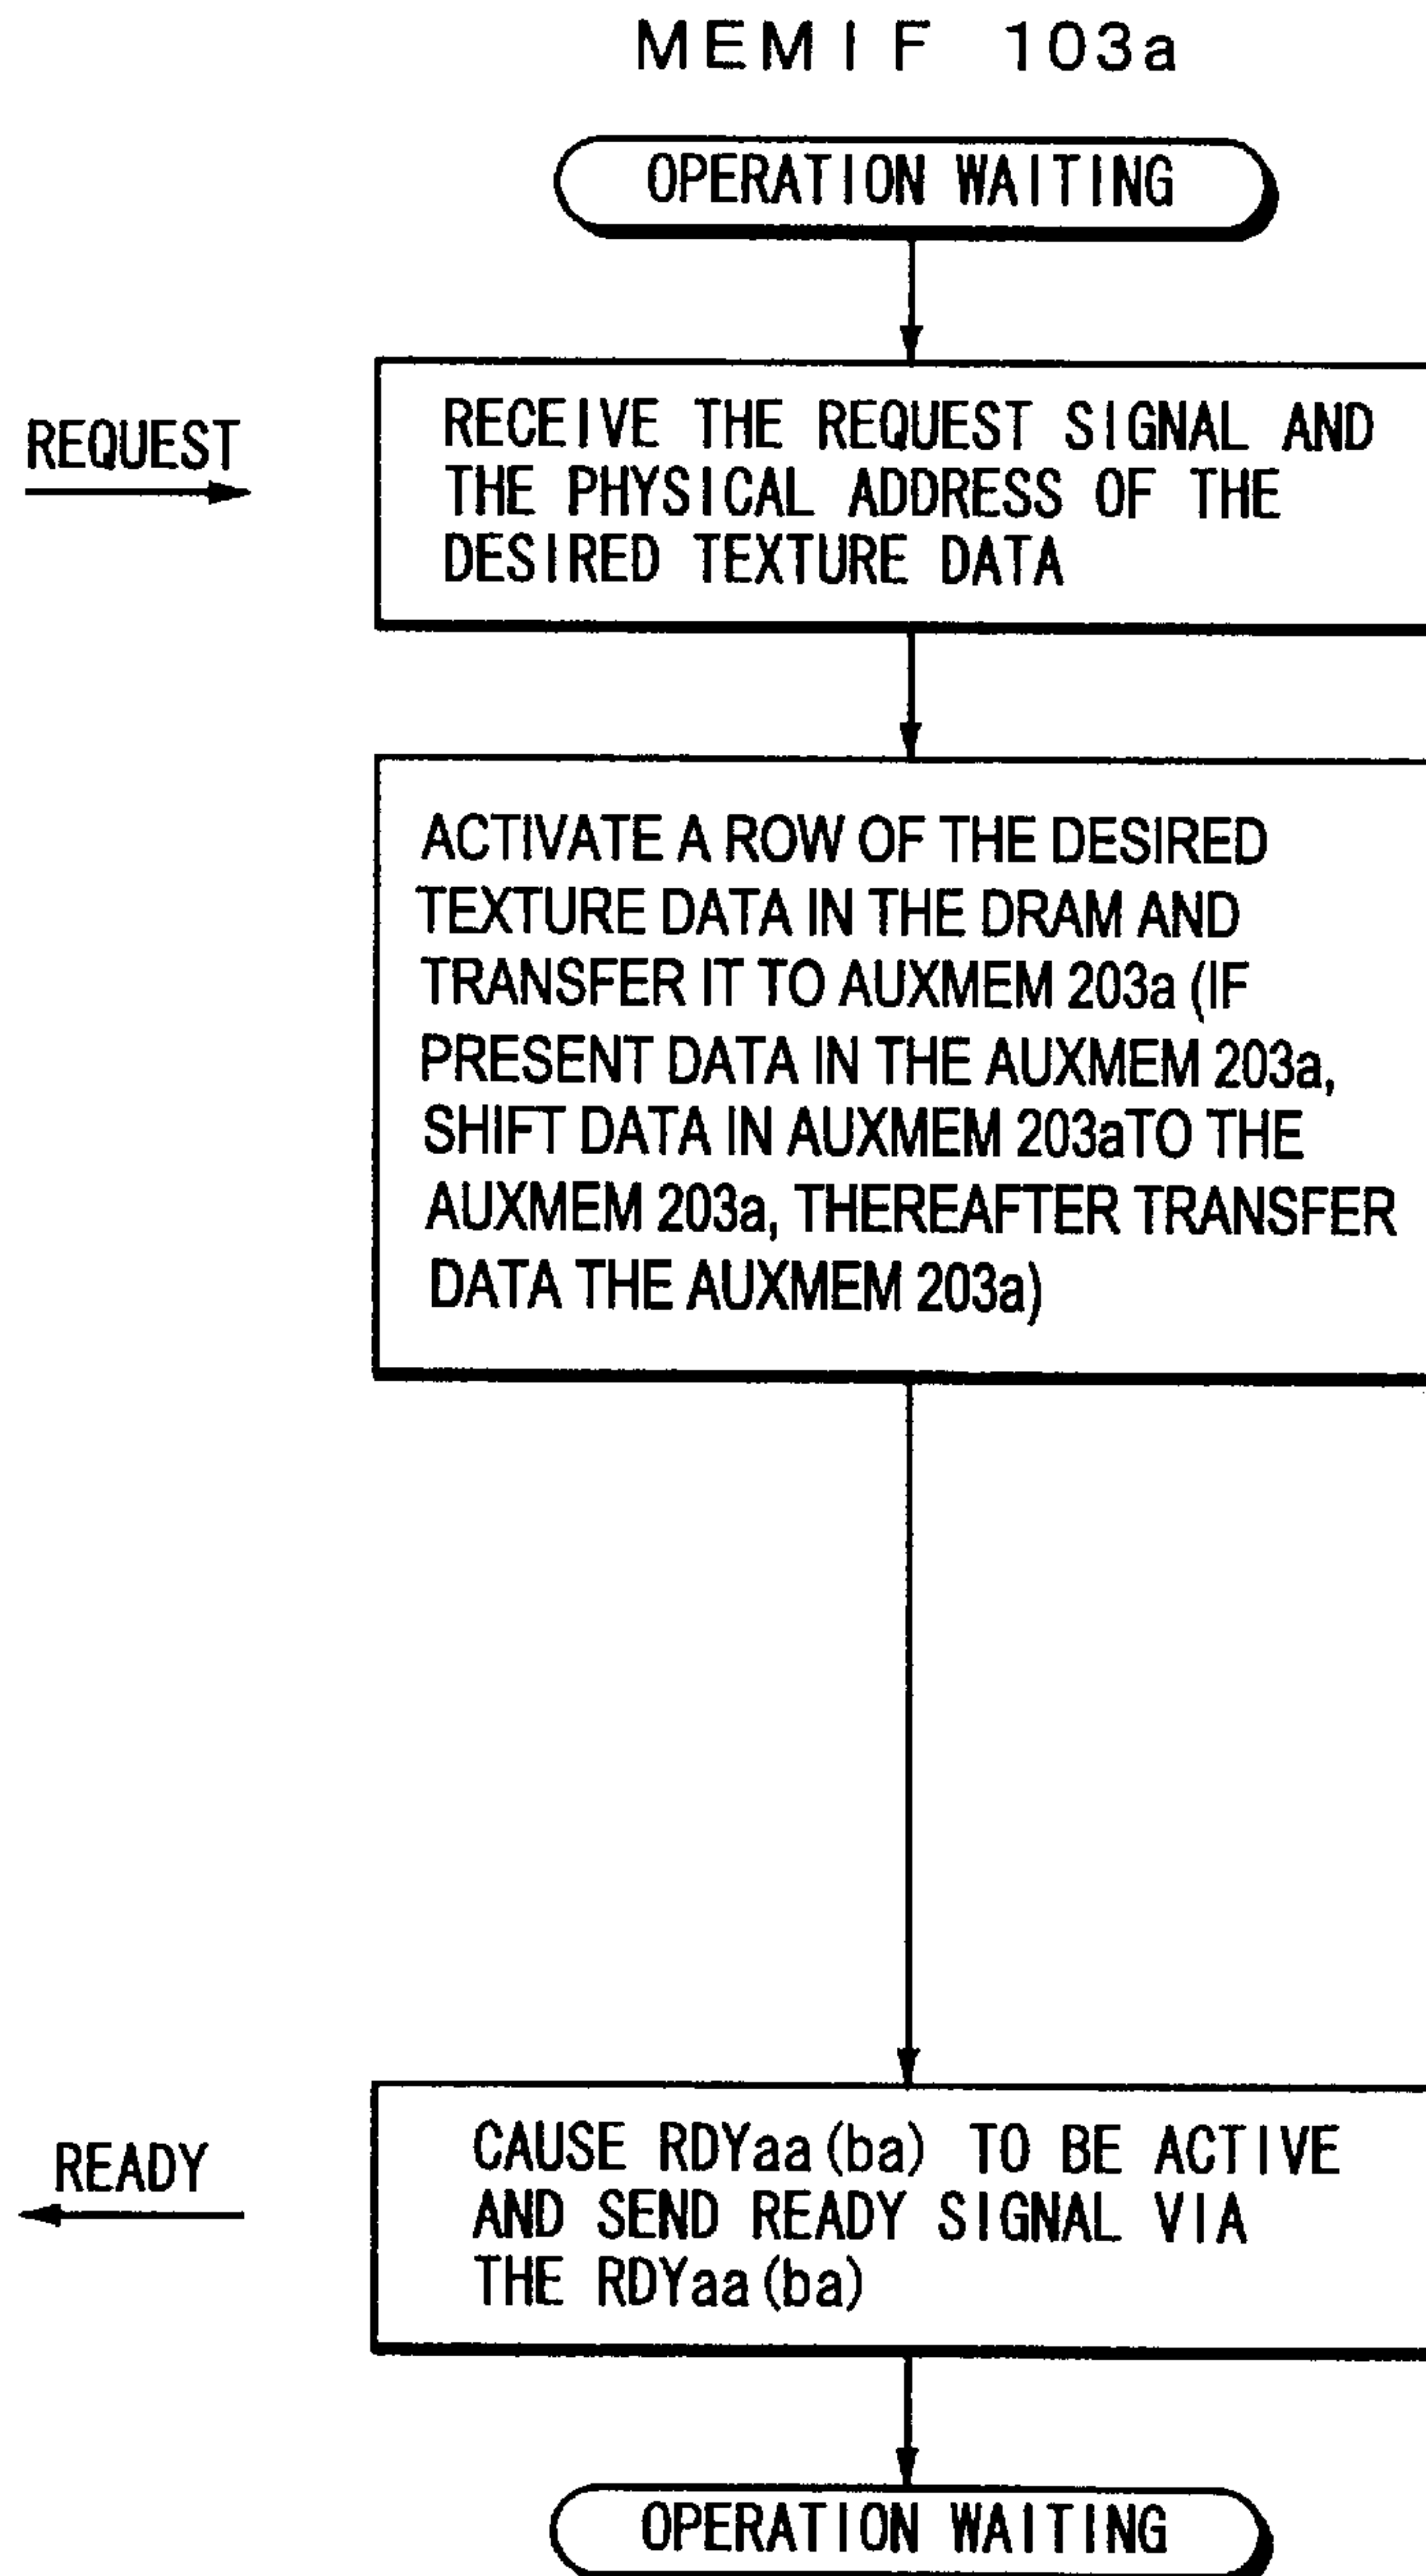 MEMIF 103a
OPERATION WAITING
REQUEST
RECEIVE THE REQUEST SIGNAL AND
THE PHYSICAL ADDRESS OF THE
DESIRED TEXTURE DATA
ACTIVATE A ROW OF THE DESIRED
TEXTURE DATA IN THE DRAM AND
TRANSFER IT TO AUXMEM 203a (IF
PRESENT DATA IN THE AUXMEM 203a,
SHIFT DATA IN AUXMEM 203aTO THE
AUXMEM 203a, THEREAFTER TRANSFER
DATA THE AUXMEM 203a)
READY
CAUSE RDYaa(ba) TO BE ACTIVE
AND SEND READY SIGNAL VIA
THE RDYaa(ba)
OPERATION WAITING